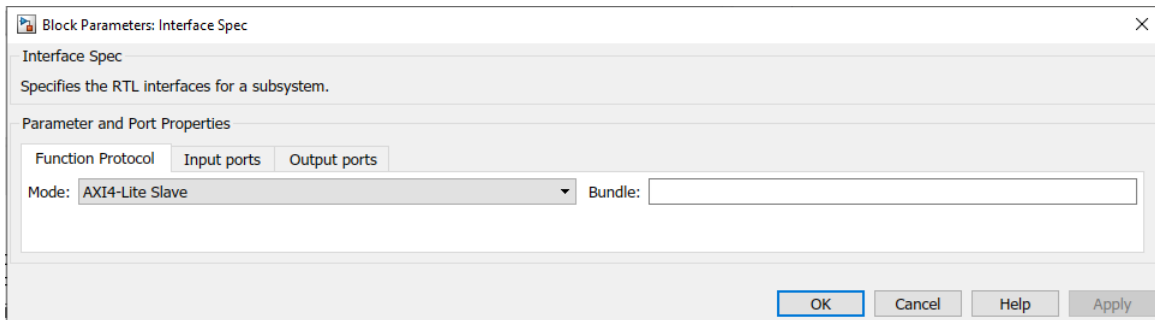 Block Parameters: Interface Spec
Interface Spec
Specifies the RTL interfaces for a subsystem.
Parameter and Port Properties
Function Protocol Input ports Output ports
Mode: AXI4-Lite Slave Bundle:
OK Cancel Help Apply